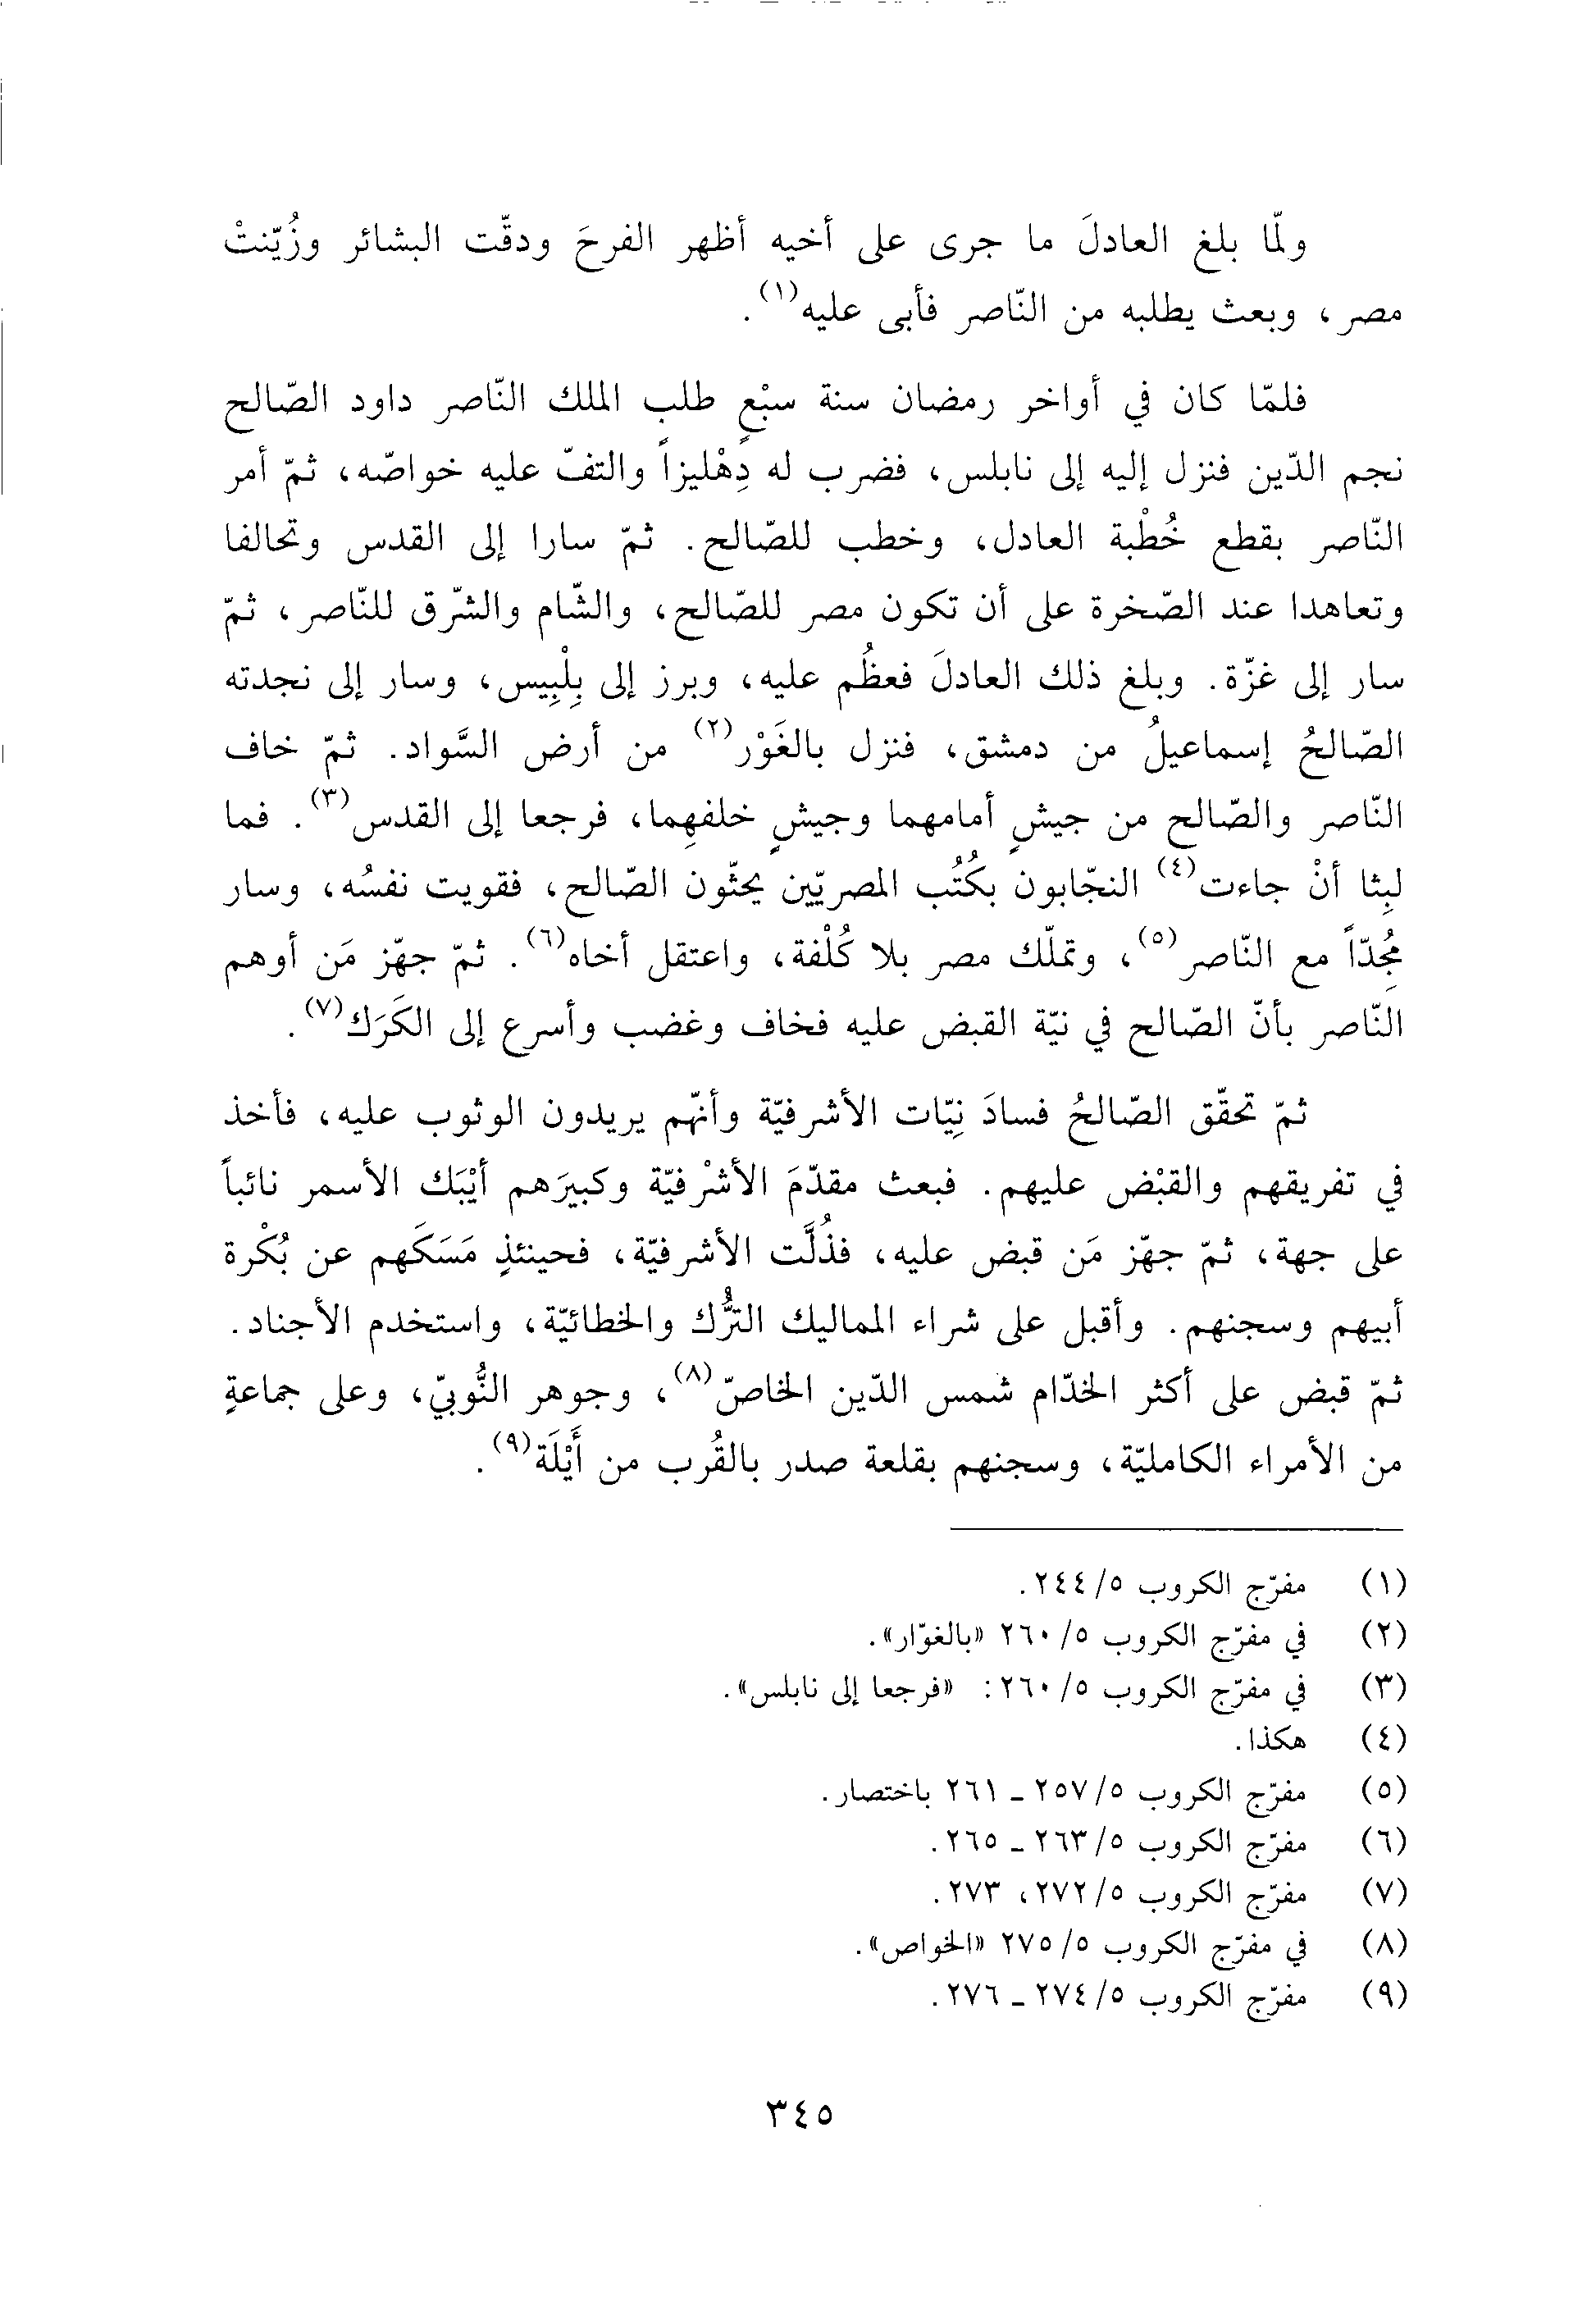 ولمّا بلغ العادلَ ما جرى على أخيه أظهر الفرحَ ودقّت البشائر وزُيّنتْ
مصر، وبعث يطلبه من النّاصر فأبى عليه(١).
فلمّا كان في أواخر رمضان سنة سبْعٍ طلب الملك النّاصر داود الصّالح
نجم الدّين فنزل إليه إلى نابلس، فضرب له دِهْليزاً والتفّ عليه خواصّه، ثمّ أمر
النّاصر بقطع خُطْبة العادل، وخطب للصّالح. ثمّ سارا إلى القدس وتحالفا
وتعاهدا عند الصّخرة على أن تكون مصر للصّالح، والشّام والشّرق للنّاصر، ثمّ
سار إلى غزّة. وبلغ ذلك العادلَ فعظُم عليه، وبرز إلى بِلْبِيس، وسار إلى نجدته
الصّالحُ إسماعيلُ من دمشق، فنزل بالغَوْر(٢) من أرض السَّواد. ثمّ خاف
النّاصر والصّالح من جيشٍ أمامهما وجيشٍ خلفهِما، فرجعا إلى القدس(٣). فما
لبِثا أنْ جاءت(٤) النجّابون بكُتُب المصريّين يحثّون الصّالح، فقويت نفسُه، وسار
مُجِدّاً مع النّاصر(٥)، وتملّك مصر بلا كُلْفة، واعتقل أخاه(٦). ثمّ جهّز مَن أوهم
النّاصر بأنّ الصّالح في نيّة القبض عليه فخاف وغضب وأسرع إلى الكَرَك(٧).
ثمّ تحقّق الصّالحُ فسادَ نِيّات الأشرفيّة وأنهّم يريدون الوثوب عليه، فأخذ
في تفريقهم والقبْض عليهم. فبعث مقدّمَ الأشْرفيّة وكبيرَهم أيْبَك الأسمر نائباً
على جهة، ثمّ جهّز مَن قبض عليه، فذُلَّت الأشرفيّة، فحينئذٍ مَسَكَهم عن بُكْرة
أبيهم وسجنهم. وأقبل على شراء المماليك التُّرْك والخطائيّة، واستخدم الأجناد.
ثمّ قبض على أكثر الخدّام شمس الدّين الخاصّ(٨)، وجوهر النُّوبيّ، وعلى جماعةٍ
من الأمراء الكامليّة، وسجنهم بقلعة صدر بالقُرب من أَيْلَة(٩).
(١) مفرّج الكروب ٥/ ٢٤٤.
(٢) في مفرّج الكروب ٥/ ٢٦٠ «بالغوّار».
(٣) في مفرّج الكروب ٥/ ٢٦٠: «فرجعا إلى نابلس».
(٤) هكذا.
(٥) مفرّج الكروب ٥/ ٢٥٧ ـ ٢٦١ باختصار.
(٦) مفرّج الكروب ٥/ ٢٦٣ ـ ٢٦٥.
(٧) مفرّج الكروب ٥/ ٢٧٢، ٢٧٣.
(٨) في مفرّج الكروب ٥/ ٢٧٥ «الخواص».
(٩) مفرّج الكروب ٥/ ٢٧٤ ـ ٢٧٦.
٣٤٥